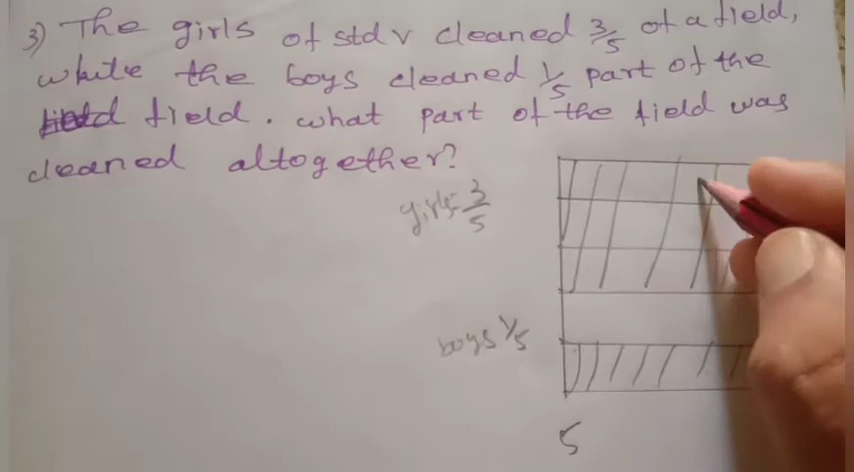 3) The girls of std v cleaned 3/5 of a field,
while the boys cleaned 1/5 part of the
field. what part of the field was
cleaned altogether?
girls= 3/5
boys 1/5
5